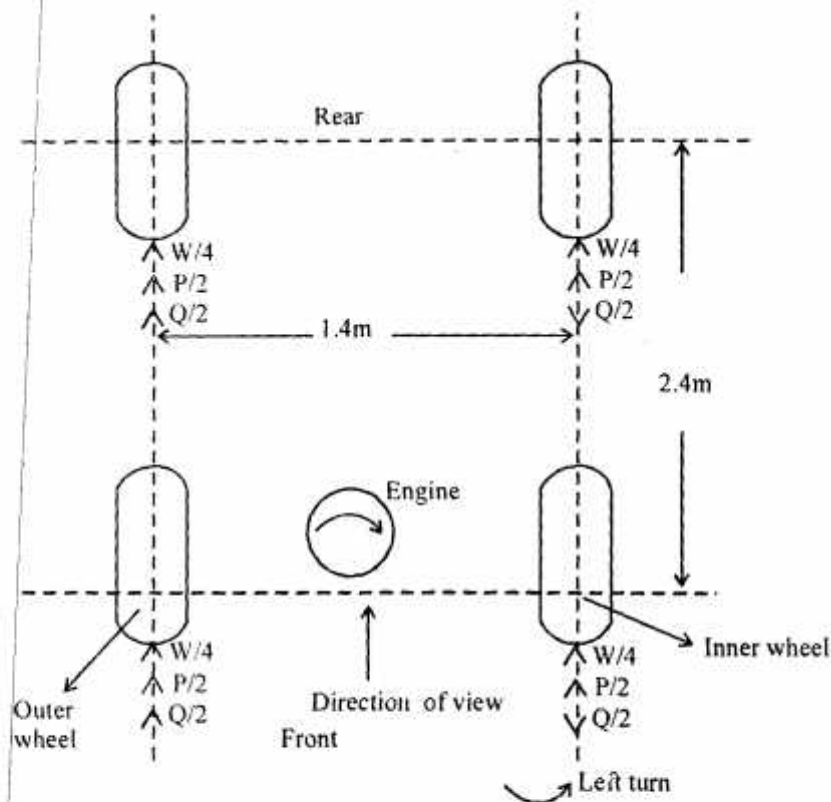 Rear
W/4 W/4
P/2 P/2
Q/2 Q/2
1.4m
2.4m
Engine
Inner wheel
W/4 W/4
P/2 P/2
Q/2 Q/2
Outer
wheel
Direction of view
Front
Left turn